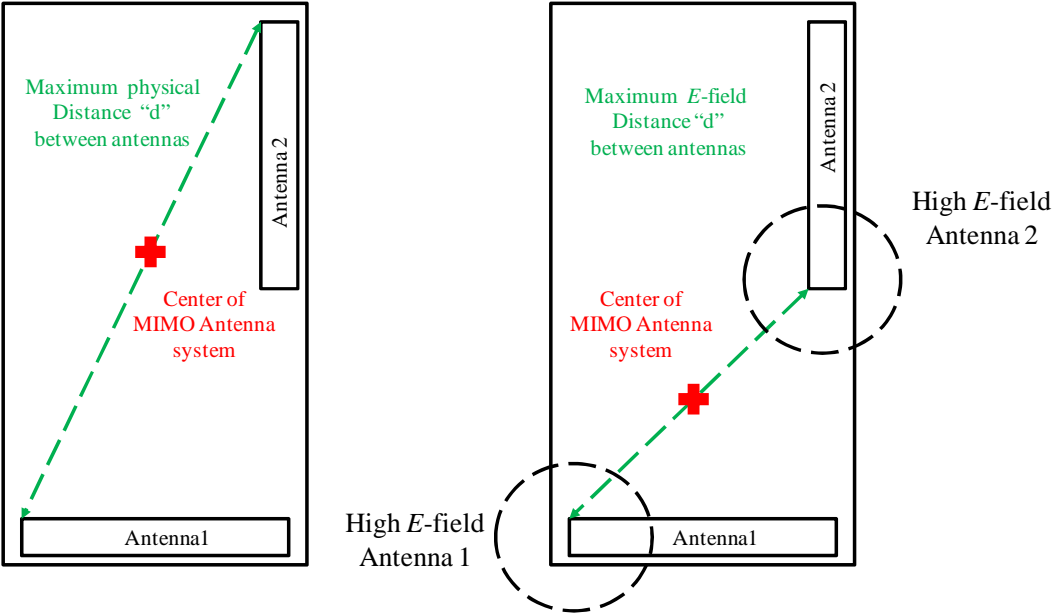 Maximum physical
Distance “d”
between antennas
Antenna 2
Center of
MIMO Antenna
system
Antenna1
Maximum E-field
Distance “d”
between antennas
Antenna 2
High E-field
Antenna 2
Center of
MIMO Antenna
system
High E-field
Antenna 1
Antenna1